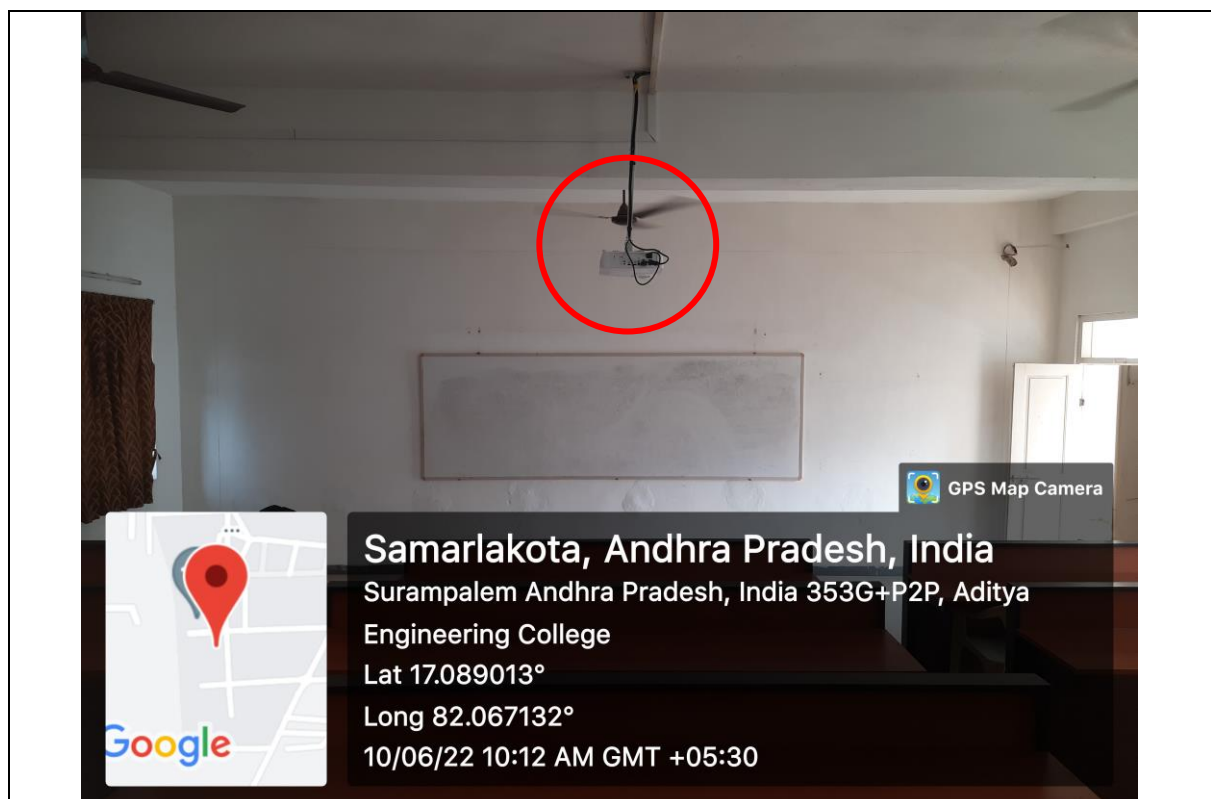 GPS Map Camera
Samarlakota, Andhra Pradesh, India
Surampalem Andhra Pradesh, India 353G+P2P, Aditya
Engineering College
Lat 17.089013°
Long 82.067132°
10/06/22 10:12 AM GMT +05:30
Google